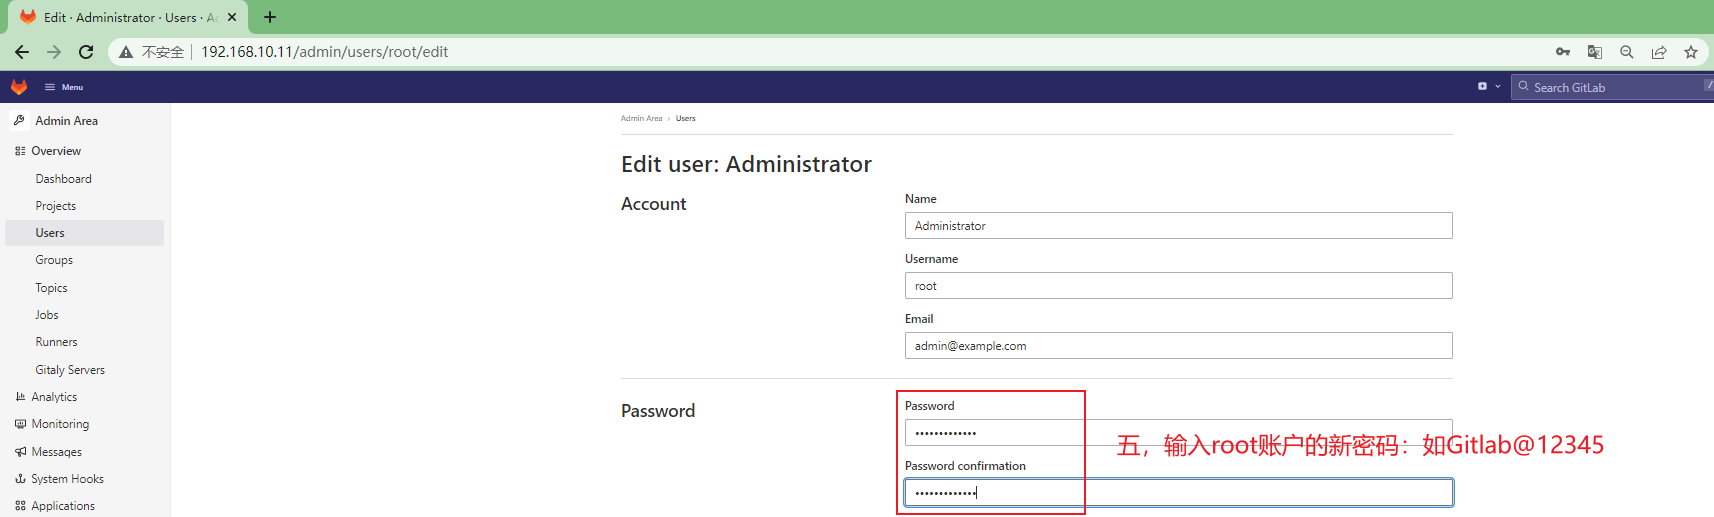 Edit · Administrator · Users · Ad
不安全
192.168.10.11/admin/users/root/edit
Menu
Search GitLab
/
Admin Area
Overview
Dashboard
Projects
Users
Groups
Topics
Jobs
Runners
Gitaly Servers
Analytics
Monitoring
Messages
System Hooks
Applications
Admin Area › Users
Edit user: Administrator
Account
Name
Administrator
Username
root
Email
admin@example.com
Password
Password
•••••••••••••
Password confirmation
•••••••••••••
五，输入root账户的新密码：如Gitlab@12345